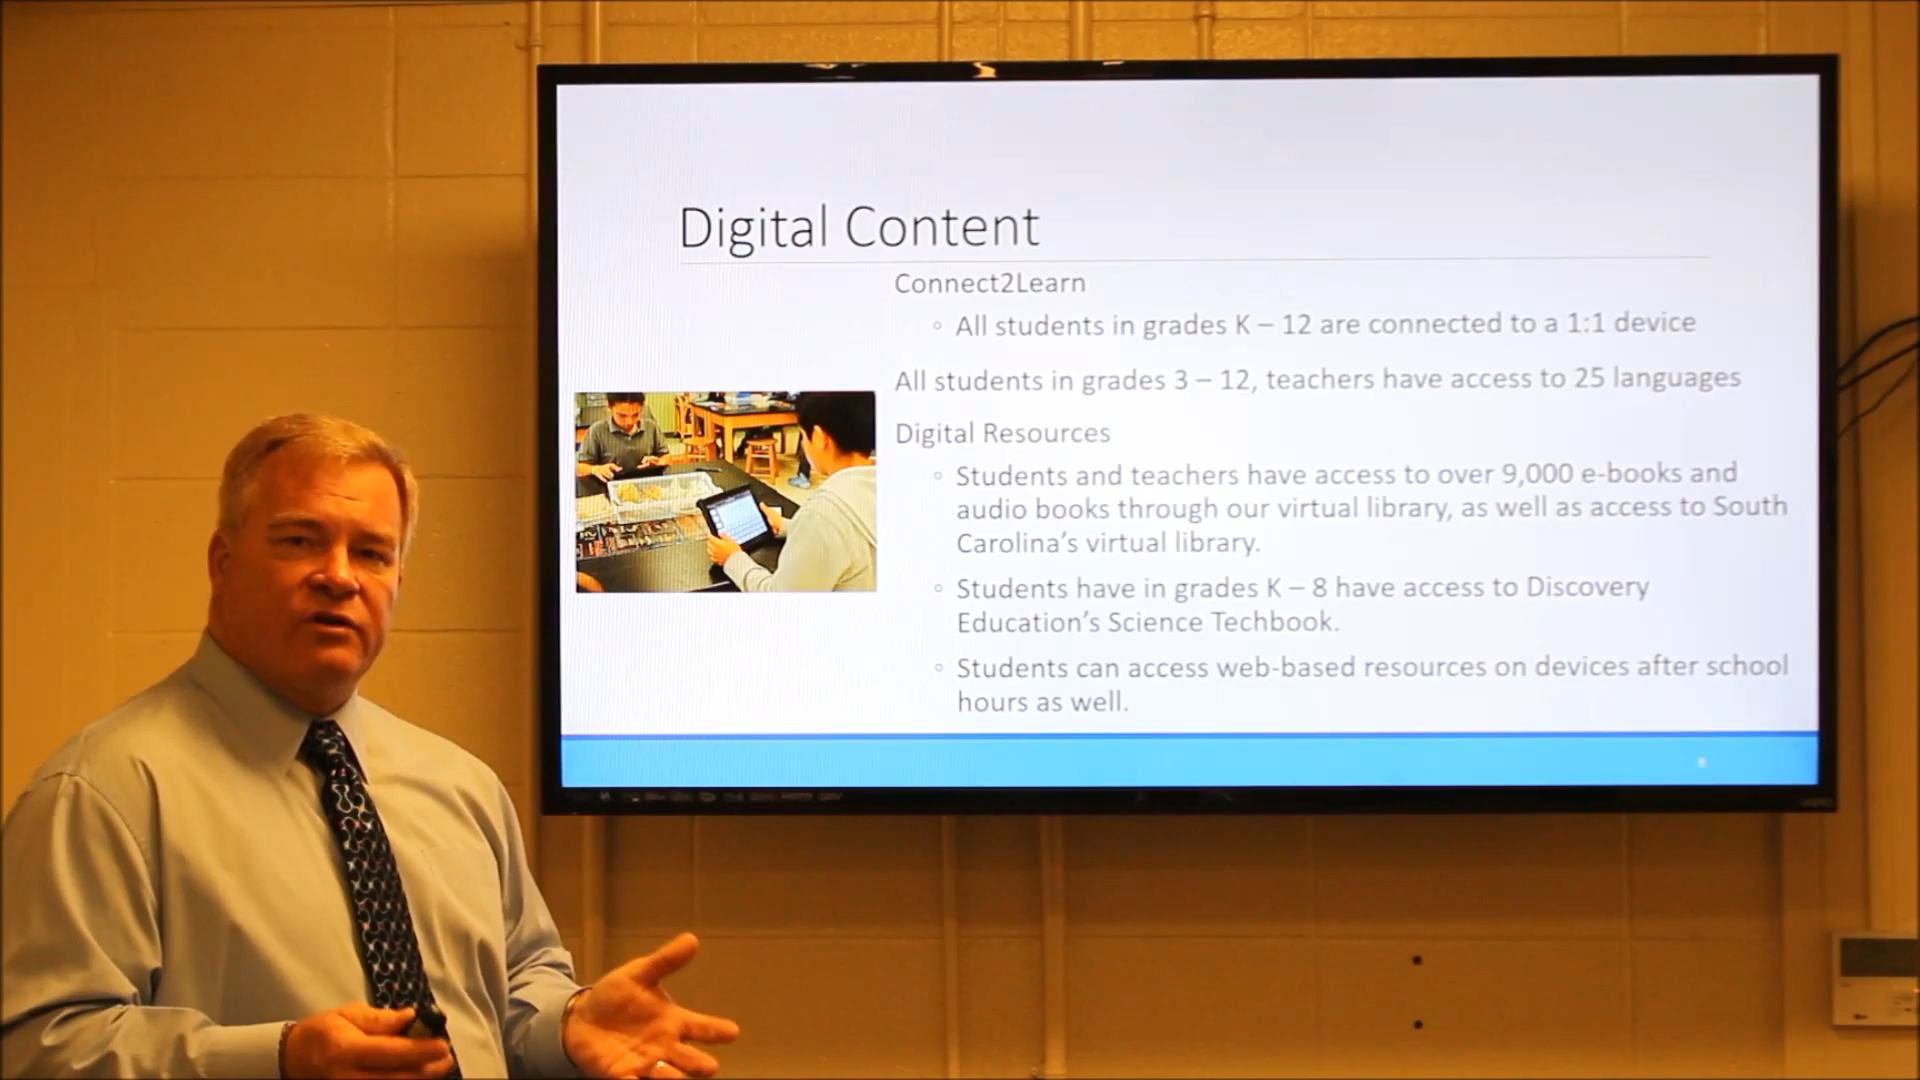 Digital Content
Connect2Learn
◦ All students in grades K – 12 are connected to a 1:1 device
All students in grades 3 – 12, teachers have access to 25 languages
Digital Resources
◦ Students and teachers have access to over 9,000 e-books and
audio books through our virtual library, as well as access to South
Carolina's virtual library.
◦ Students have in grades K – 8 have access to Discovery
Education's Science Techbook.
◦ Students can access web-based resources on devices after school
hours as well.